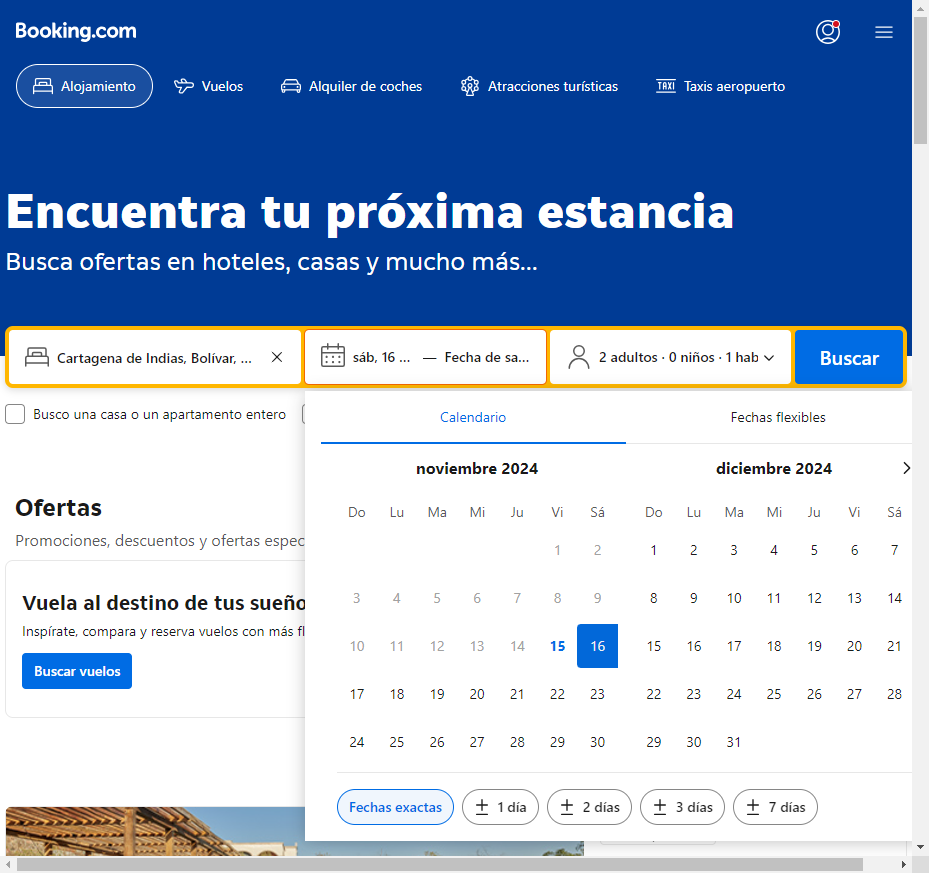 Booking.com
Alojamiento
Vuelos
Alquiler de coches
Atracciones turísticas
TAXI Taxis aeropuerto
Encuentra tu próxima estancia
Busca ofertas en hoteles, casas y mucho más...
Cartagena de Indias, Bolívar, ...
sáb, 16 ... — Fecha de sa...
2 adultos · 0 niños · 1 hab
Buscar
Busco una casa o un apartamento entero
Calendario
Fechas flexibles
noviembre 2024
Do Lu Ma Mi Ju Vi Sá
1 2
3 4 5 6 7 8 9
10 11 12 13 14 15 16
17 18 19 20 21 22 23
24 25 26 27 28 29 30
diciembre 2024
Do Lu Ma Mi Ju Vi Sá
1 2 3 4 5 6 7
8 9 10 11 12 13 14
15 16 17 18 19 20 21
22 23 24 25 26 27 28
29 30 31
Fechas exactas
± 1 día
± 2 días
± 3 días
± 7 días
Ofertas
Promociones, descuentos y ofertas espec
Vuela al destino de tus sueño
Inspírate, compara y reserva vuelos con más fl
Buscar vuelos